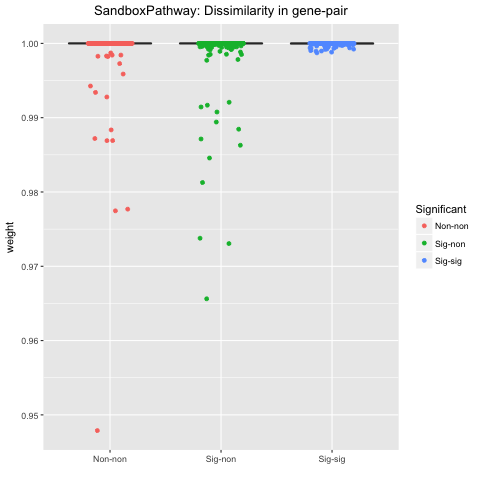 SandboxPathway: Dissimilarity in gene-pair
weight
1.00
0.99
0.98
0.97
0.96
0.95
Non-non
Sig-non
Sig-sig
Significant
Non-non
Sig-non
Sig-sig